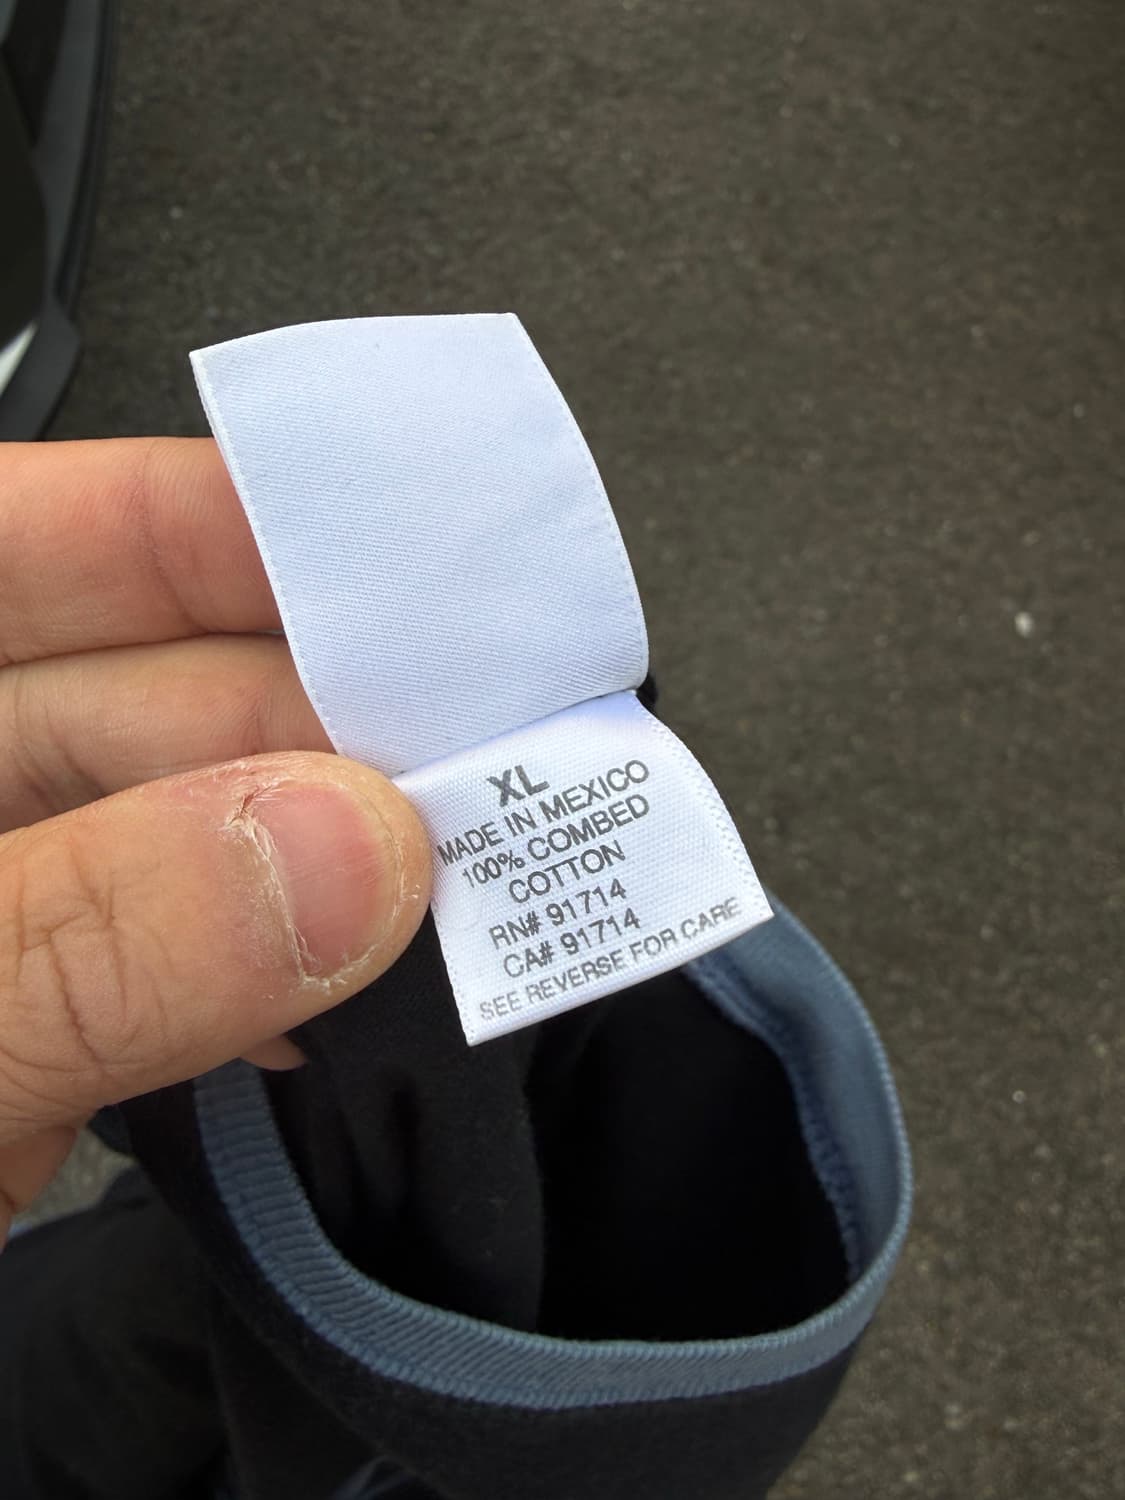 XL
MADE IN MEXICO
100% COMBED
COTTON
RN# 91714
CA# 91714
SEE REVERSE FOR CARE